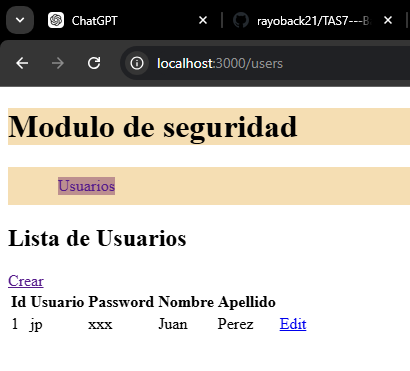 ChatGPT
rayoback21/TAS7---B
localhost:3000/users
Modulo de seguridad
Usuarios
Lista de Usuarios
Crear
Id Usuario Password Nombre Apellido
1 jp xxx Juan Perez Edit